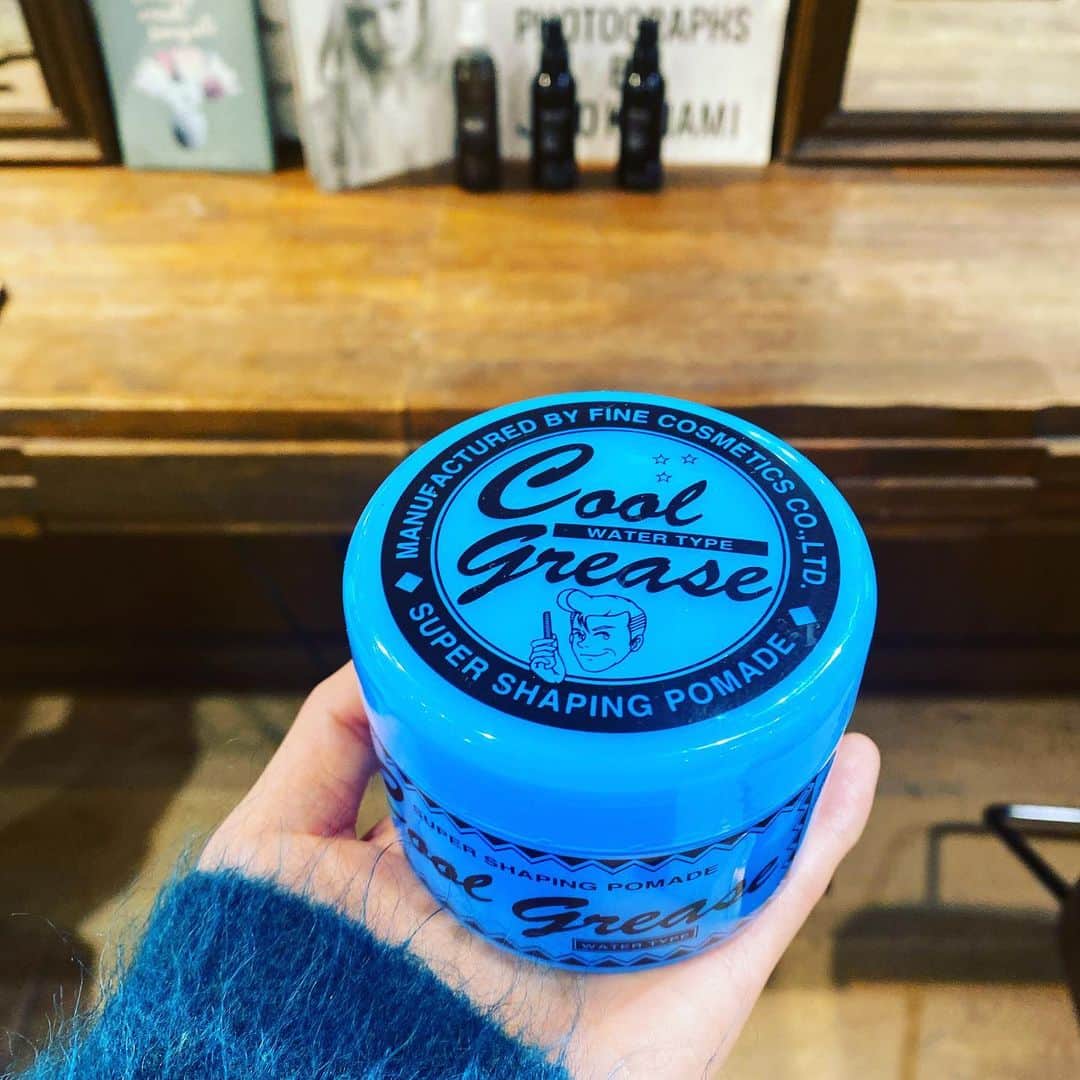 PHOTOGRAPHS
MANUFACTURED BY FINE COSMETICS CO.,LTD.
Cool
WATER TYPE
Grease
SUPER SHAPING POMADE
SUPER SHAPING POMADE
Cool Grease
WATER TYPE